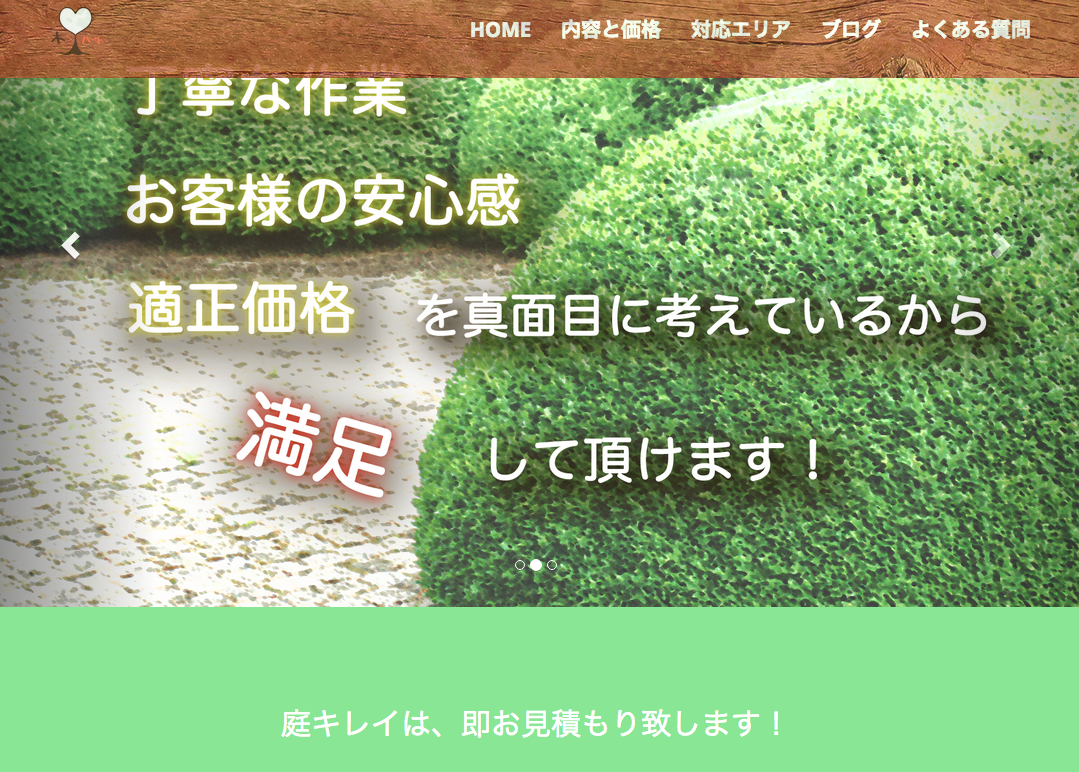 HOME 内容と価格 対応エリア ブログ よくある質問
丁寧な作業
お客様の安心感
適正価格 を真面目に考えているから
満足 して頂けます！
庭キレイは、即お見積もり致します！